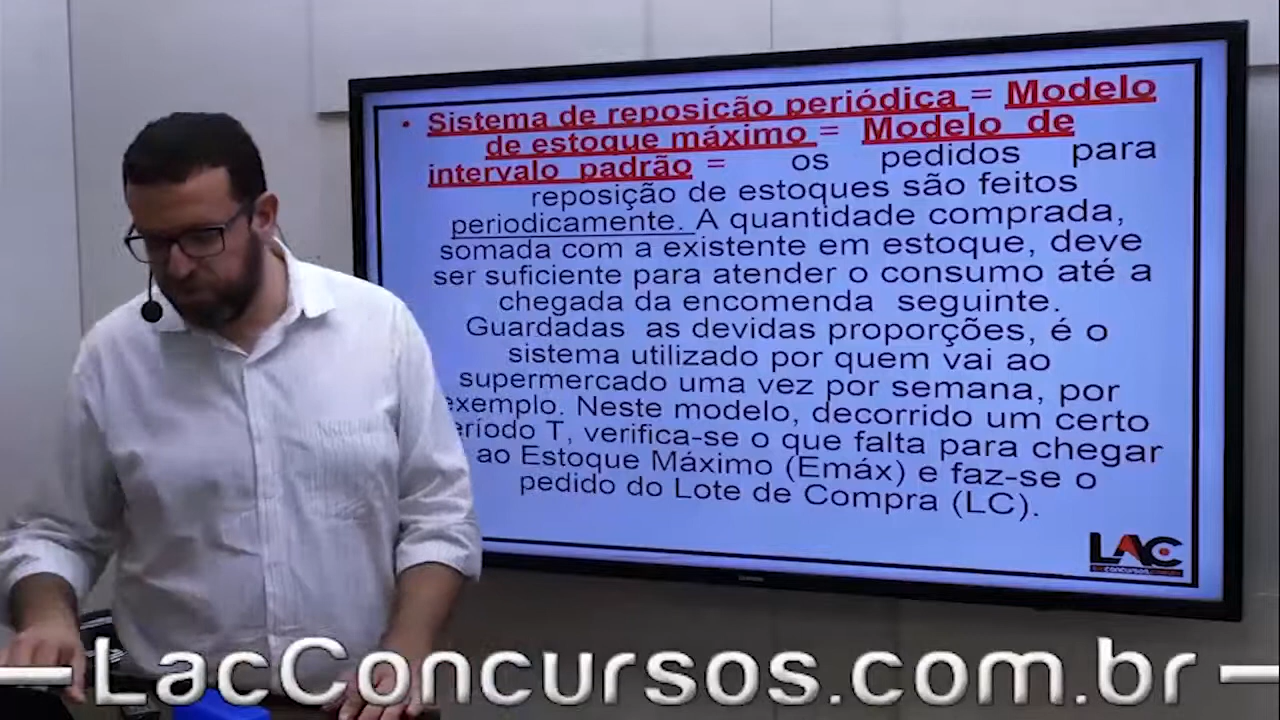 • Sistema de reposição periódica = Modelo
de estoque máximo = Modelo de
intervalo padrão = os pedidos para
reposição de estoques são feitos
periodicamente. A quantidade comprada,
somada com a existente em estoque, deve
ser suficiente para atender o consumo até a
chegada da encomenda seguinte.
Guardadas as devidas proporções, é o
sistema utilizado por quem vai ao
supermercado uma vez por semana, por
exemplo. Neste modelo, decorrido um certo
eríodo T, verifica-se o que falta para chegar
ao Estoque Máximo (Emáx) e faz-se o
pedido do Lote de Compra (LC).
LAC
CONCURSOS
LacConcursos.com.br